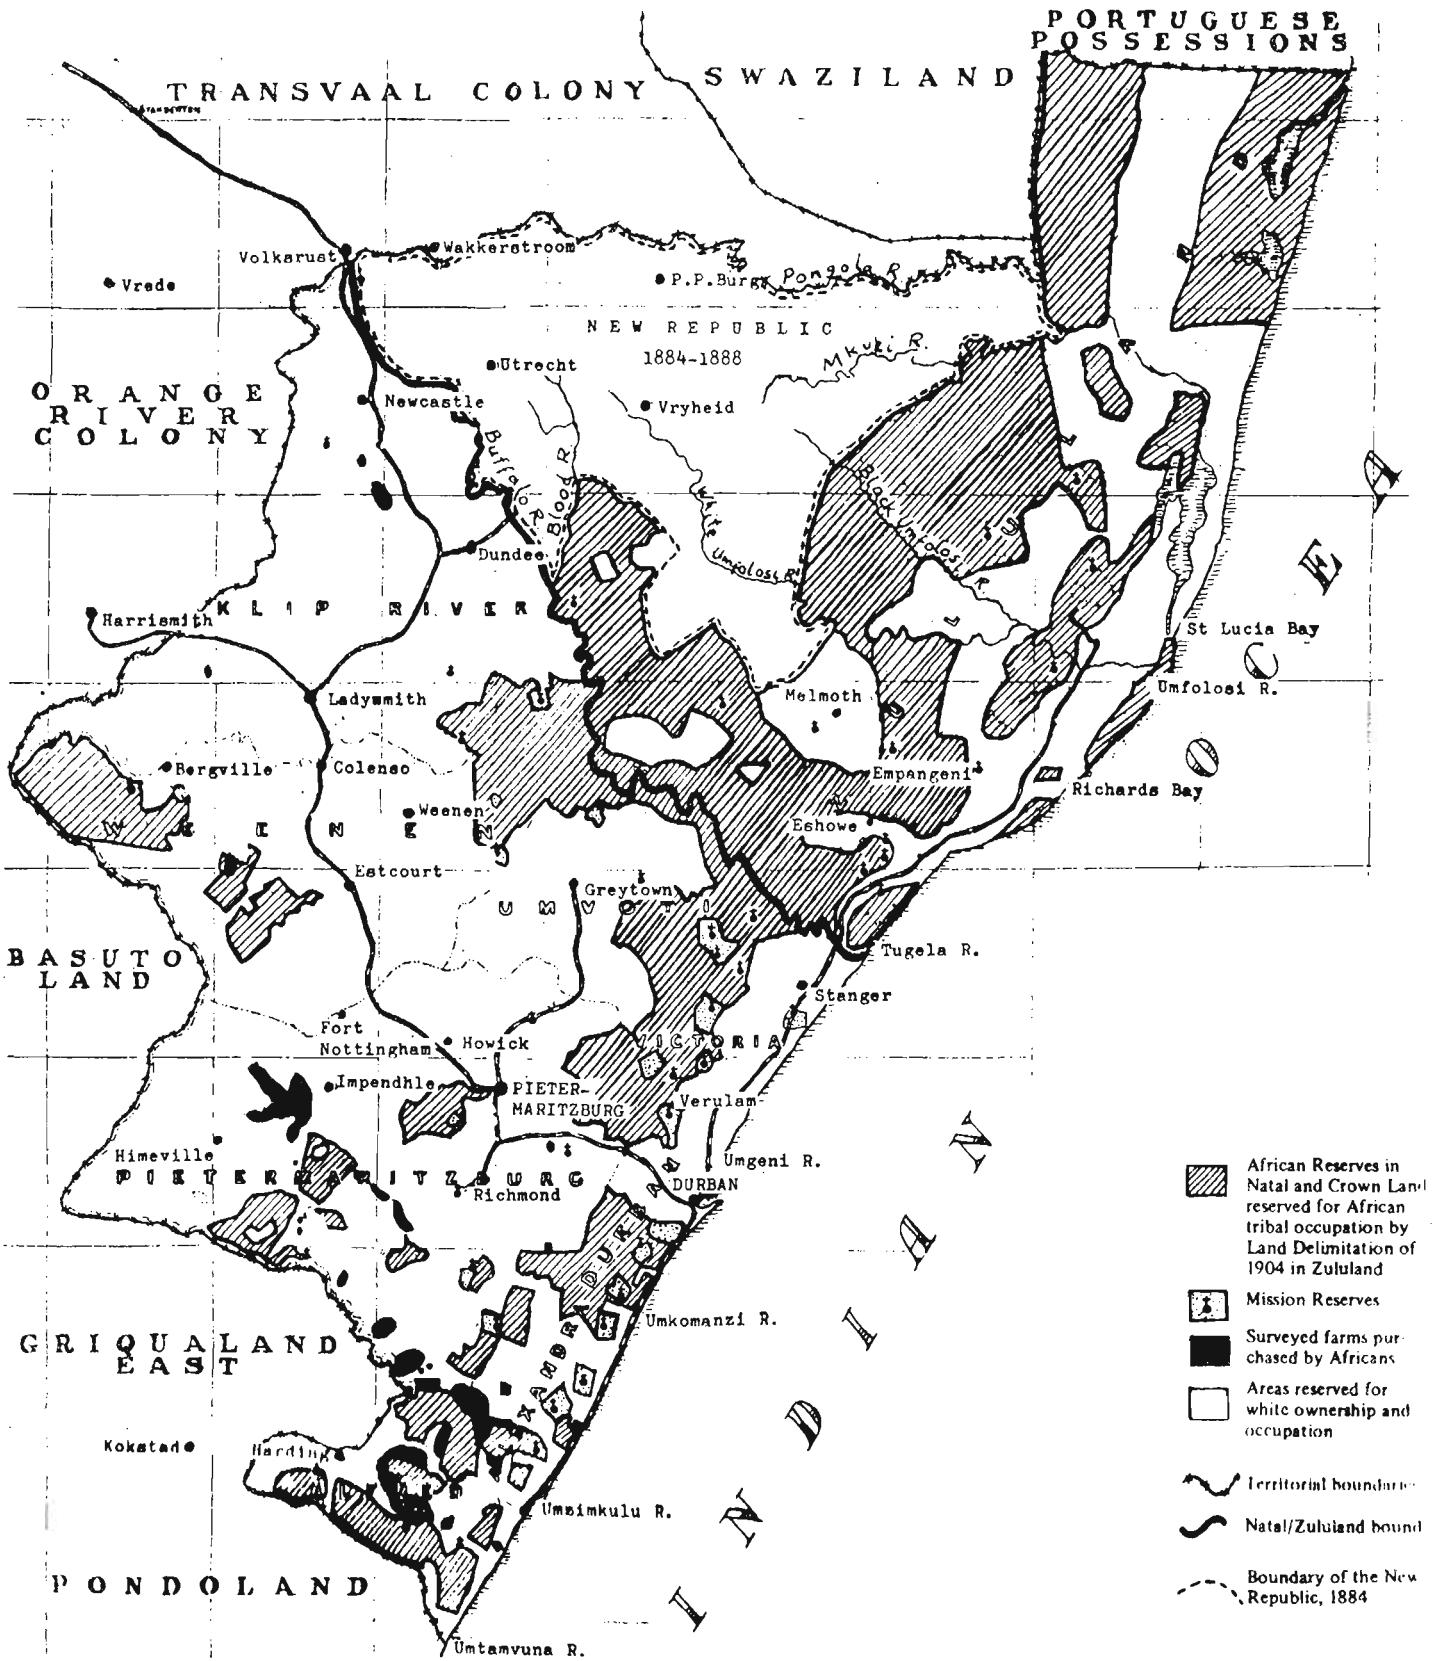 PORTUGUESE
POSSESSIONS
TRANSVAAL COLONY
SWAZILAND
STANDERTON
Volksrust
Wakkerstroom
Vrede
P.P.Burg
Pongola R.
NEW REPUBLIC
1884-1888
Mkuzi R.
Utrecht
ORANGE
RIVER
COLONY
Newcastle
Vryheid
Buffalo R.
Blood R.
White
Umfolosi R.
Black Umfolosi R.
Dundee
Harrismith
KLIP RIVER
ZULULAND
St Lucia Bay
Umfolosi R.
Ladywmith
Melmoth
Bergville
Colenso
Empangeni
Richards Bay
Weenen
WEENEN
Eshowe
Estcourt
Greytown
UMVOTI
BASUTO
LAND
Tugela R.
Stanger
Fort
Nottingham
Howick
VICTORIA
Impendhle
PIETER-
MARITZBURG
Verulam
Himeville
Umgeni R.
PIETERMARITZBURG
Richmond
DURBAN
GRIQUALAND
EAST
Umkomanzi R.
Kokstad
Harding
Umzimkulu R.
PONDOLAND
Umtamvuna R.
INDIAN OCEA
African Reserves in
Natal and Crown Land
reserved for African
tribal occupation by
Land Delimitation of
1904 in Zululand
Mission Reserves
Surveyed farms pur-
chased by Africans
Areas reserved for
white ownership and
occupation
Territorial boundaries
Natal/Zululand bound
Boundary of the New
Republic, 1884